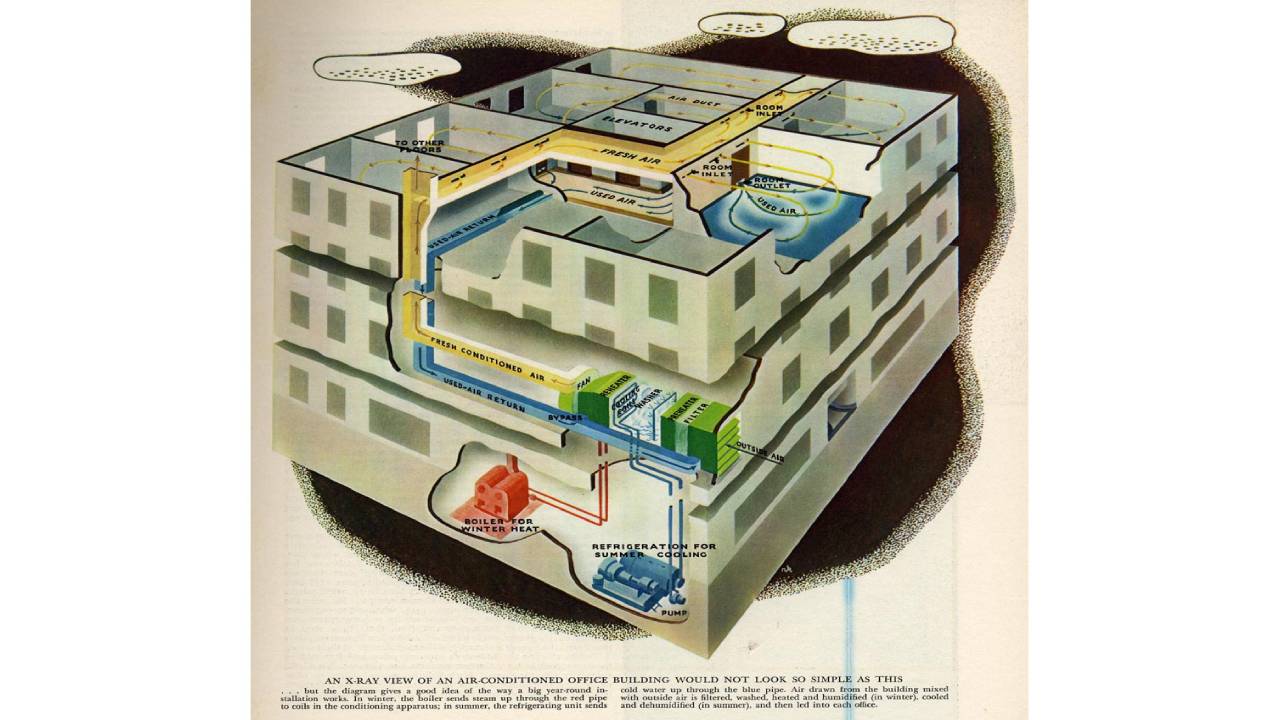 AIR DUCT
ROOM
INLET
ELEVATORS
TO OTHER
FLOORS
FRESH AIR
ROOM
INLET
ROOM
OUTLET
USED AIR
USED AIR
USED-AIR RETURN
FRESH CONDITIONED AIR
FAN
REHEATER
COOLING
COILS
WASHER
PREHEATER
FILTER
USED-AIR RETURN
BYPASS
OUTSIDE AIR
BOILER FOR
WINTER HEAT
REFRIGERATION FOR
SUMMER COOLING
PUMP
AN X-RAY VIEW OF AN AIR-CONDITIONED OFFICE BUILDING WOULD NOT LOOK SO SIMPLE AS THIS
. . . but the diagram gives a good idea of the way a big year-round in-
stallation works. In winter, the boiler sends steam up through the red pipe
to coils in the conditioning apparatus; in summer, the refrigerating unit sends
cold water up through the blue pipe. Air drawn from the building mixed
with outside air is filtered, washed, heated and humidified (in winter), cooled
and dehumidified (in summer), and then led into each office.